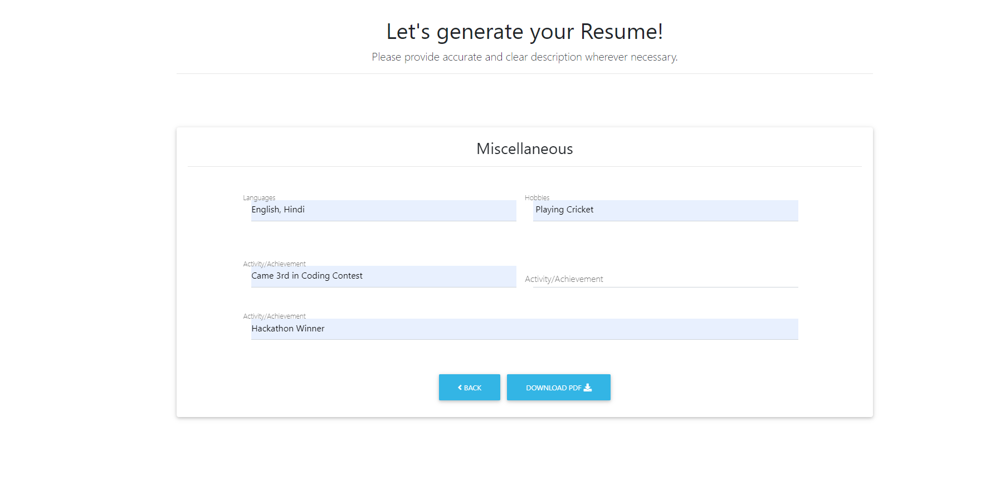 Let's generate your Resume!
Please provide accurate and clear description wherever necessary.
Miscellaneous
Languages
English, Hindi
Hobbies
Playing Cricket
Activity/Achievement
Came 3rd in Coding Contest
Activity/Achievement
Activity/Achievement
Hackathon Winner
BACK
DOWNLOAD PDF